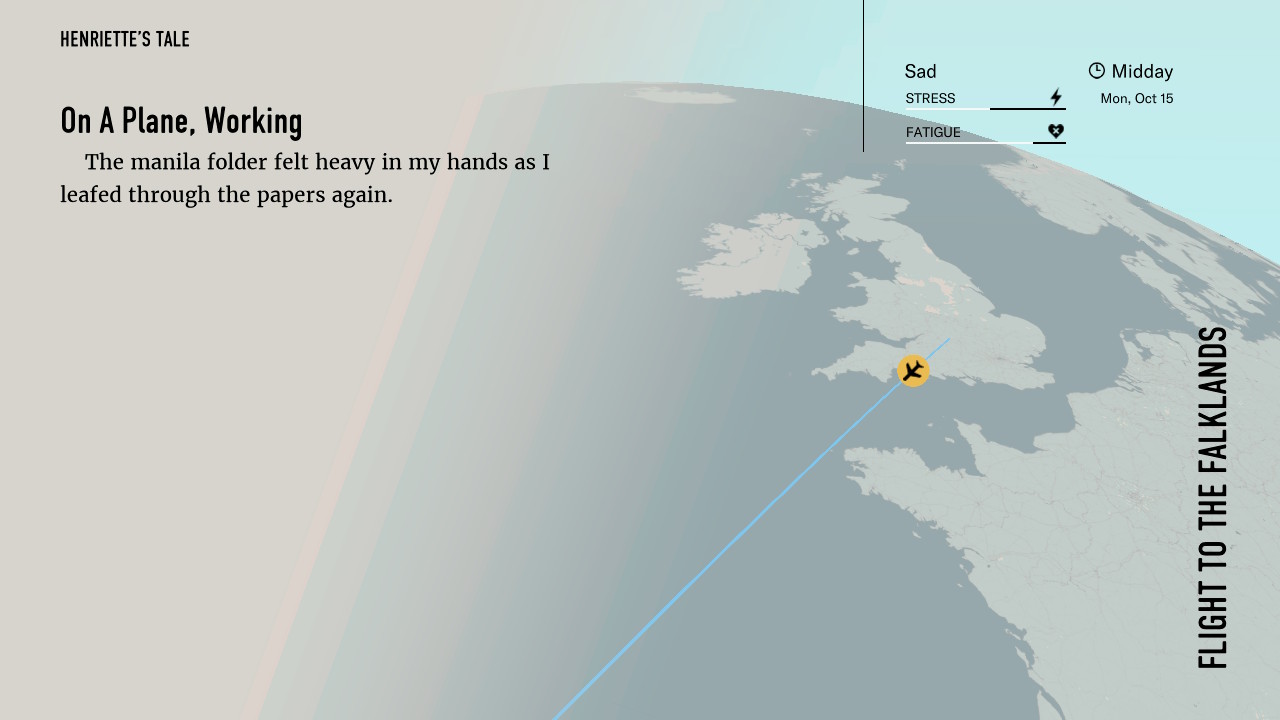 HENRIETTE'S TALE
On A Plane, Working
The manila folder felt heavy in my hands as I
leafed through the papers again.
Sad
Midday
STRESS
Mon, Oct 15
FATIGUE
FLIGHT TO THE FALKLANDS